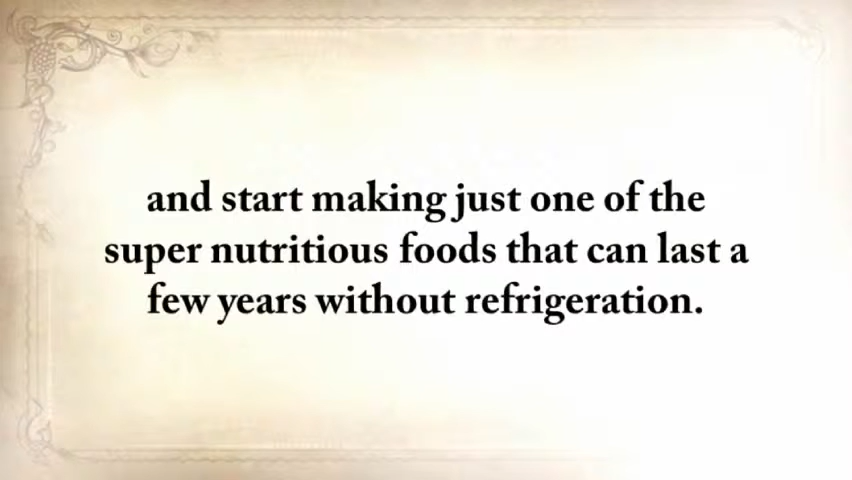 and start making just one of the
super nutritious foods that can last a
few years without refrigeration.